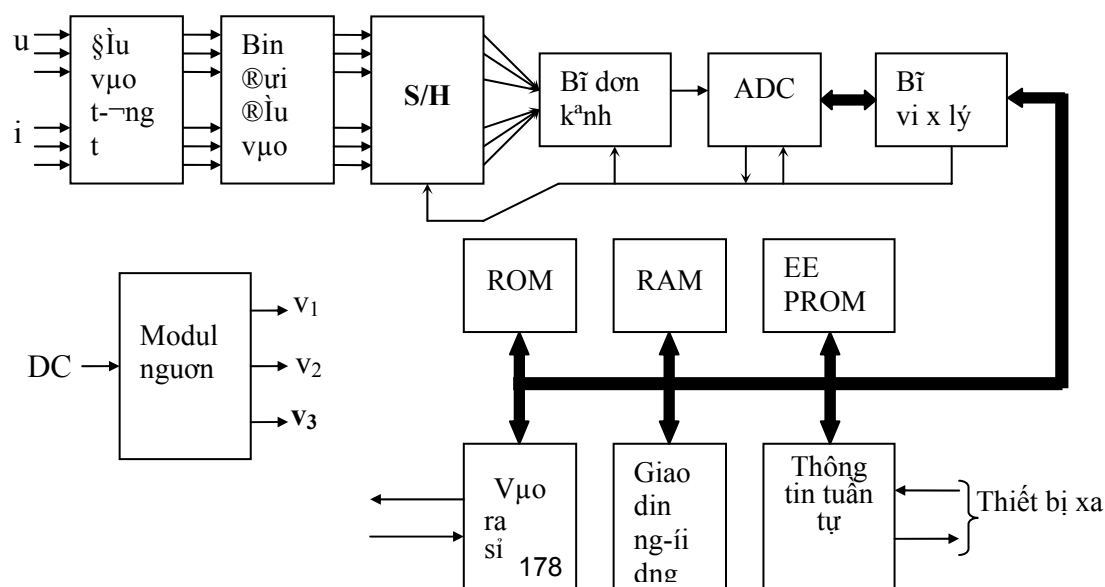 u
i
§Ìu
vµo
t-¬ng
t
Bin
®ưi
®Ìu
vµo
S/H
Bĩ dơn
kªnh
ADC
Bĩ
vi x lý
DC
Modul
nguơn
v1
v2
v3
ROM
RAM
EE
PROM
Vµo
ra
sỉ
178
Giao
din
ng-íi
dng
Thông
tin tuần
tự
Thiết bị xa